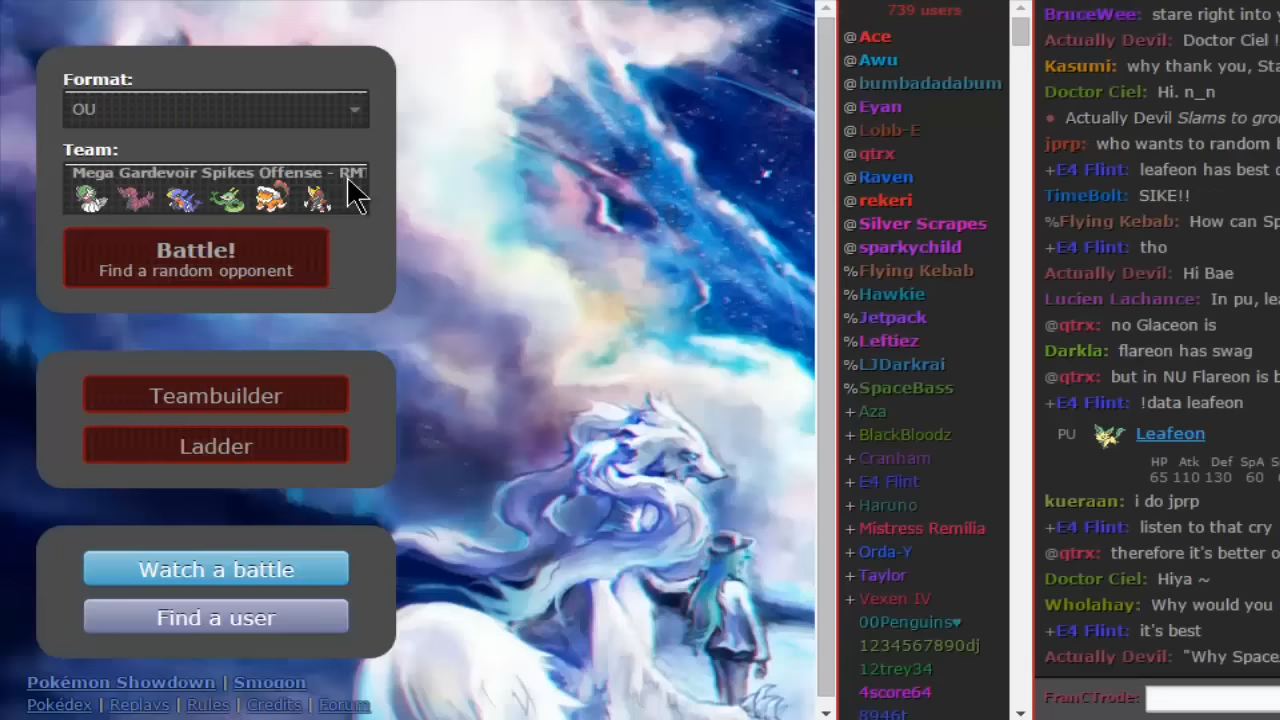 Format:
OU
Team:
Mega Gardevoir Spikes Offense - RMT
Battle!
Find a random opponent
Teambuilder
Ladder
Watch a battle
Find a user
Pokémon Showdown | Smogon
Pokédex | Replays | Rules | Credits | Forum
739 users
@Ace
@Awu
@bumbadadabum
@Eyan
@Lobb-E
@qtrx
@Raven
@rekeri
@Silver Scrapes
@sparkychild
%Flying Kebab
%Hawkie
%Jetpack
%Leftiez
%LJDarkrai
%SpaceBass
+Aza
+BlackBloodz
+Cranham
+E4 Flint
+Haruno
+Mistress Remilia
+Orda-Y
+Taylor
+Vexen IV
00Penguins♥
1234567890dj
12trey34
4score64
8946t
BruceWee: stare right into
Actually Devil: Doctor Ciel !
Kasumi: why thank you, Sta
Doctor Ciel: Hi. n_n
• Actually Devil Slams to gro
jprp: who wants to random
+E4 Flint: leafeon has best
TimeBolt: SIKE!!
%Flying Kebab: How can Sp
+E4 Flint: tho
Actually Devil: Hi Bae
Lucien Lachance: In pu, lea
@qtrx: no Glaceon is
Darkla: flareon has swag
@qtrx: but in NU Flareon is b
+E4 Flint: !data leafeon
PU Leafeon
HP Atk Def SpA S
65 110 130 60
kueraan: i do jprp
+E4 Flint: listen to that cry
@qtrx: therefore it's better o
Doctor Ciel: Hiya ~
Wholahay: Why would you
+E4 Flint: it's best
Actually Devil: "Why Space
FranCTrode: